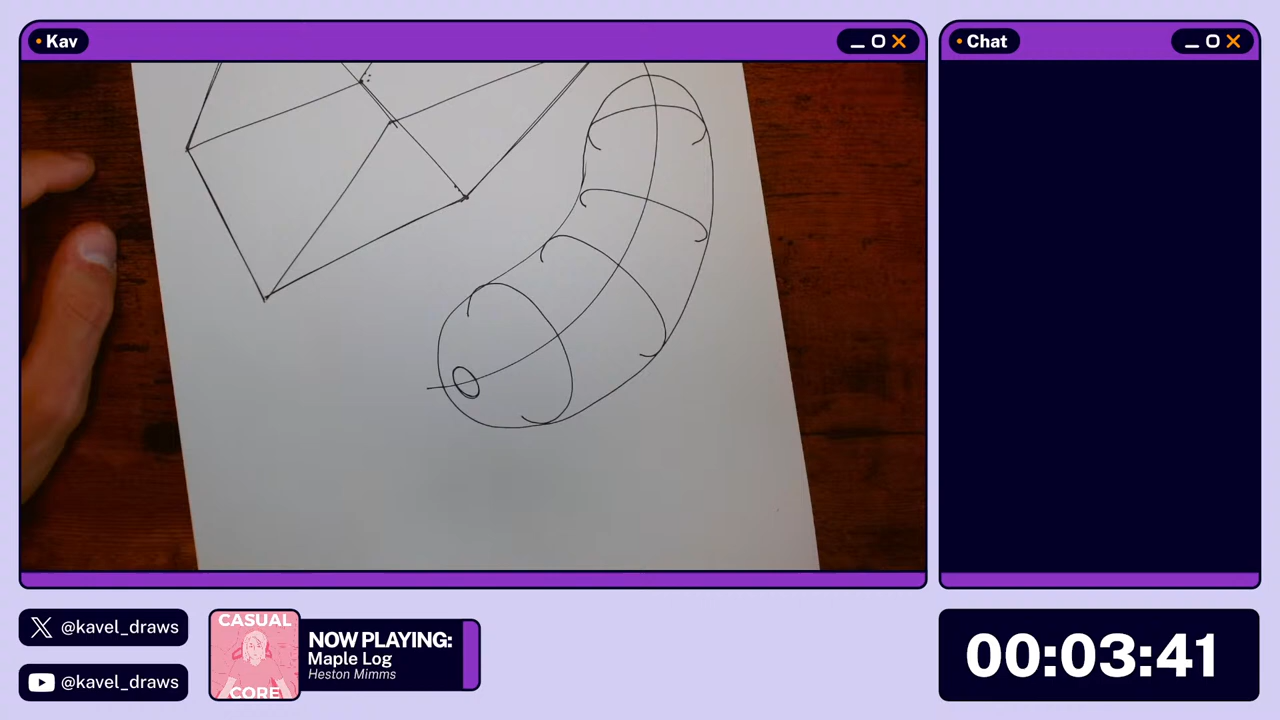 Kav
Chat
@kavel_draws
@kavel_draws
CASUAL
CORE
NOW PLAYING:
Maple Log
Heston Mimms
00:03:41